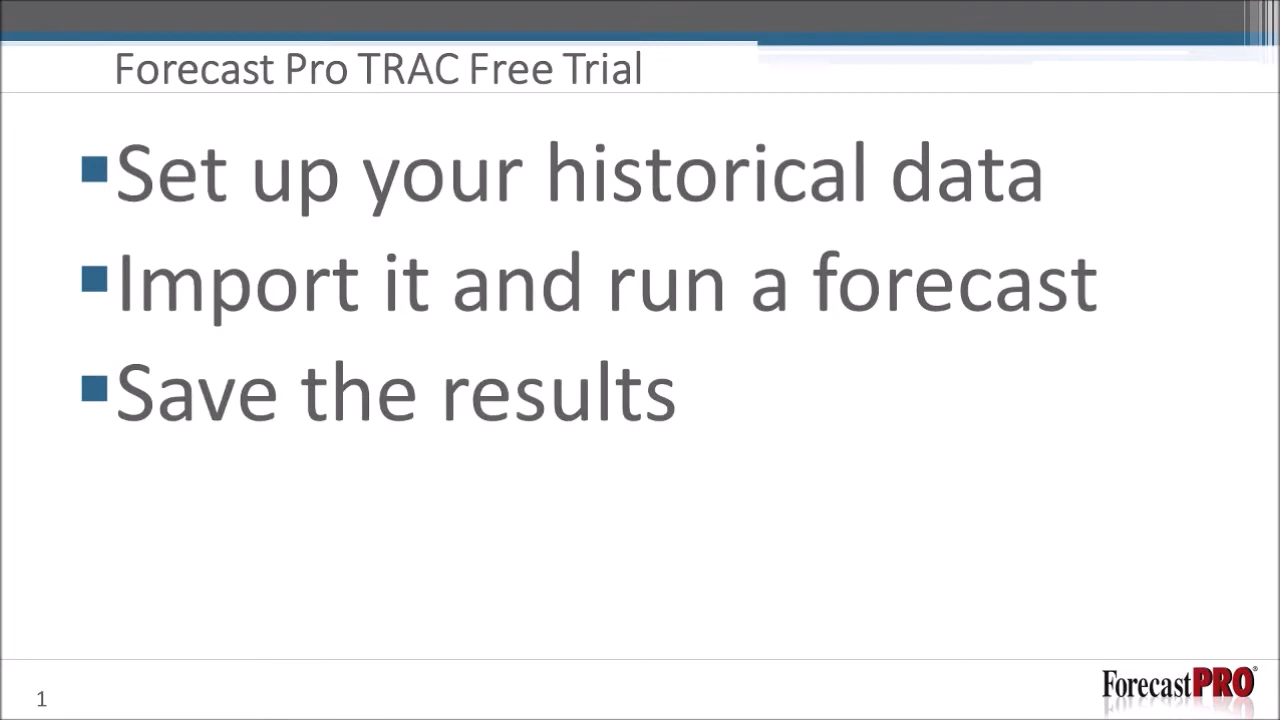 Forecast Pro TRAC Free Trial
Set up your historical data
Import it and run a forecast
Save the results
1
ForecastPRO®